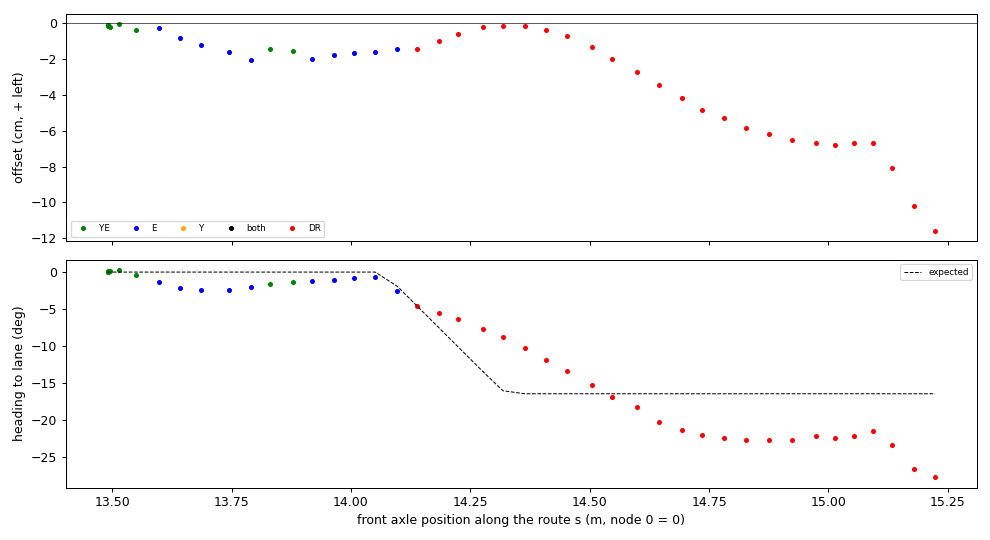 offset (cm, + left)
0
−2
−4
−6
−8
−10
−12
YE E Y both DR
heading to lane (deg)
0
−5
−10
−15
−20
−25
expected
13.50 13.75 14.00 14.25 14.50 14.75 15.00 15.25
front axle position along the route s (m, node 0 = 0)